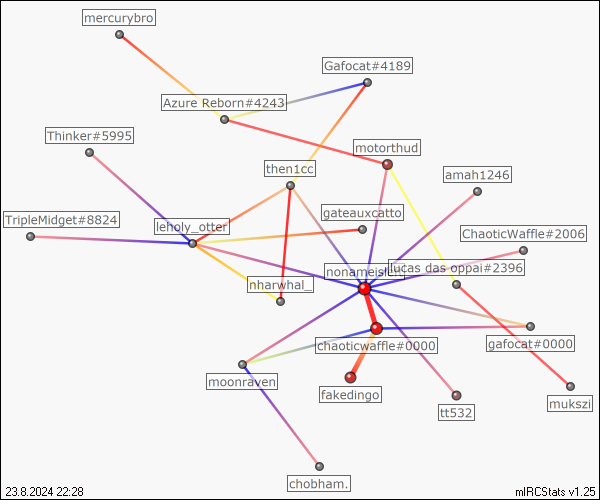 mercurybro
Gafocat#4189
Azure Reborn#4243
Thinker#5995
motorthud
then1cc
amah1246
gateauxcatto
TripleMidget#8824
leholy_otter
ChaoticWaffle#2006
lucas das oppai#2396
nharwhal_
chaoticwaffle#0000
gafocat#0000
moonraven
fakedingo
tt532
mukszi
chobham.
23.8.2024 22:28
mIRCStats v1.25